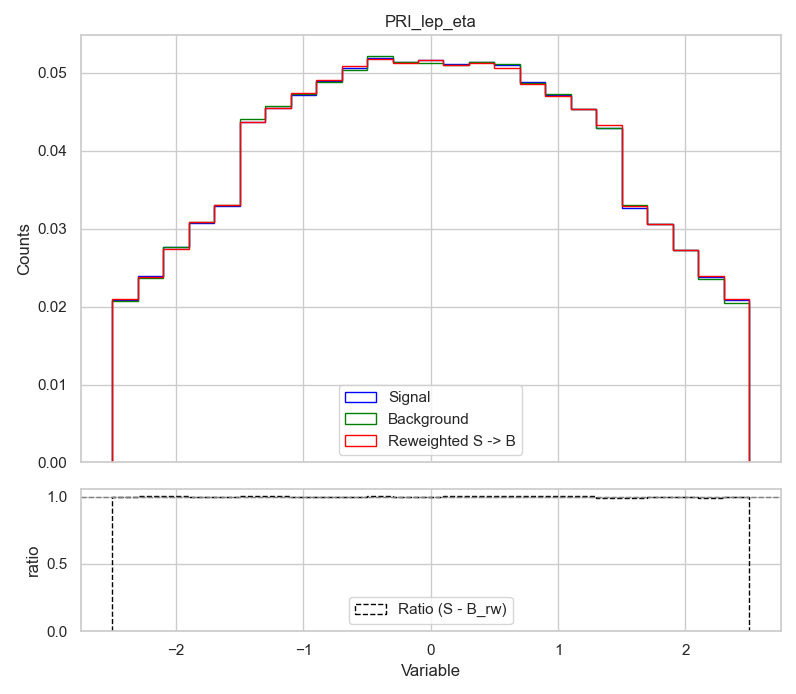 PRI_lep_eta
0.05
0.04
0.03
0.02
0.01
0.00
Counts
Signal
Background
Reweighted S -> B
1.0
0.5
0.0
ratio
Ratio (S - B_rw)
−2
−1
0
1
2
Variable